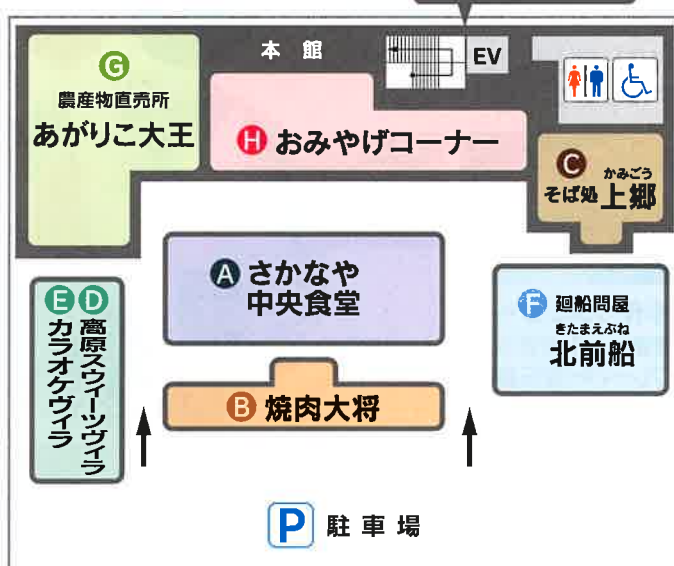 本館
EV
G
農産物直売所
あがりこ大王
H おみやげコーナー
C
かみごう
そば処 上郷
A さかなや
中央食堂
F 廻船問屋
きたまえぶね
北前船
D
高原スウィーツヴィラ
E
カラオケヴィラ
B 焼肉大将
P 駐車場